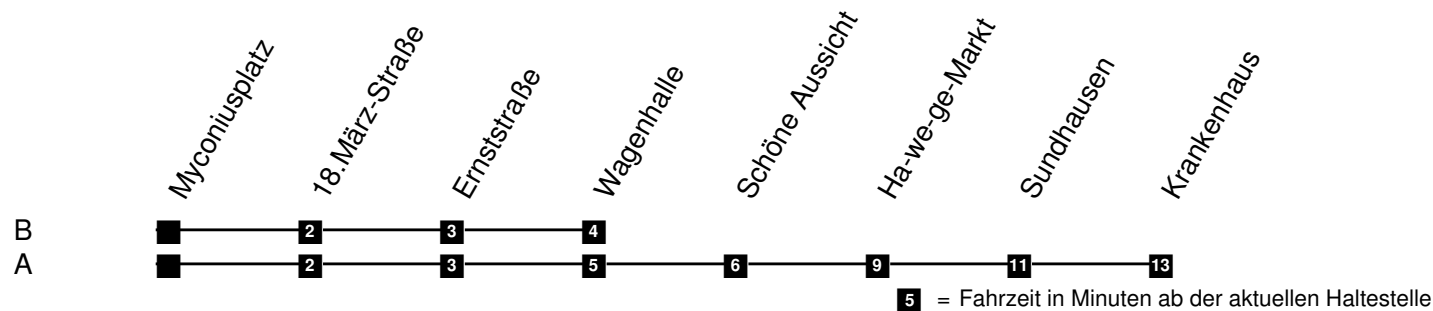 Myconiusplatz
18.März-Straße
Ernststraße
Wagenhalle
Schöne Aussicht
Ha-we-ge-Markt
Sundhausen
Krankenhaus
B 2 3 4
A 2 3 5 6 9 11 13
5 = Fahrzeit in Minuten ab der aktuellen Haltestelle